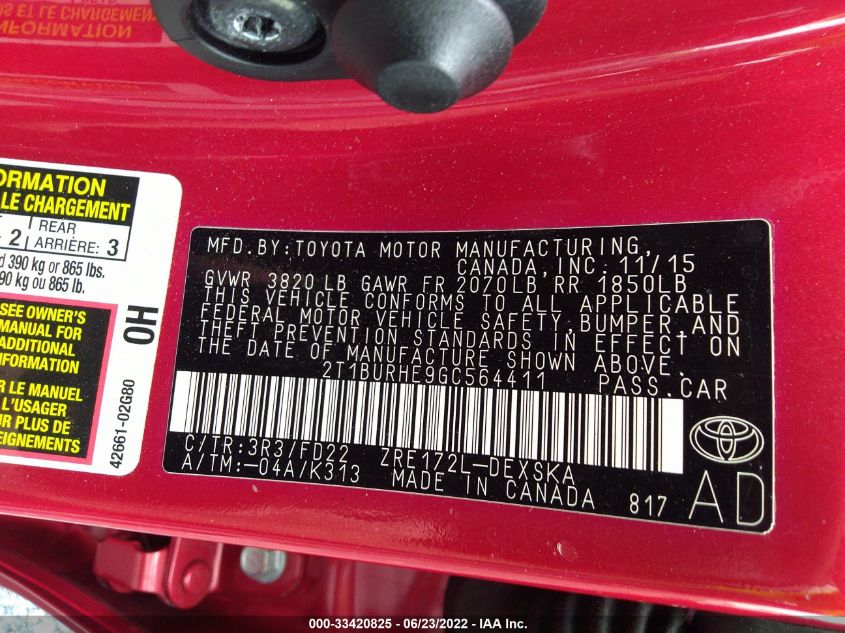 INFORMATION
ORMATION
LE CHARGEMENT
2 REAR ARRIÈRE: 3
390 kg or 865 lbs.
90 kg ou 865 lb.
SEE OWNER'S
MANUAL FOR
ADDITIONAL
INFORMATION
LE MANUEL
L'USAGER
PLUS DE
EIGNEMENTS
OH
42661-02G80
MFD.BY:TOYOTA MOTOR MANUFACTURING,
CANADA, INC. 11/15
GVWR 3820 LB GAWR FR 2070LB RR 1850LB
THIS VEHICLE CONFORMS TO ALL APPLICABLE
FEDERAL MOTOR VEHICLE SAFETY,BUMPER,AND
THEFT PREVENTION STANDARDS IN EFFECT ON
THE DATE OF MANUFACTURE SHOWN ABOVE.
2T1BURHE9GC564411 PASS.CAR
C/TR:3R3/FD22 ZRE172L-DEXSKA
A/TM:-04A/K313 MADE IN CANADA 817
AD
000-33420825 - 06/23/2022 - IAA Inc.